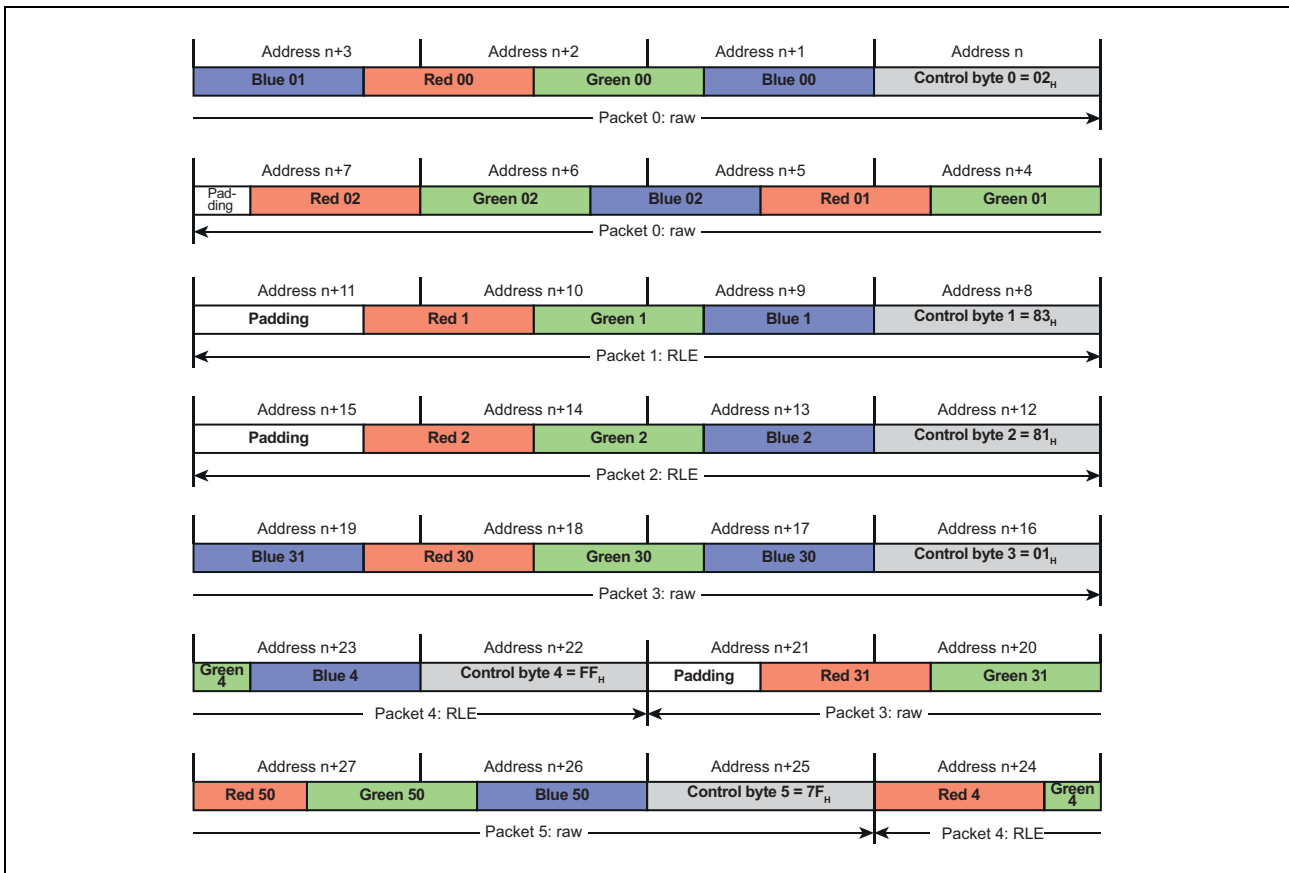 Address n+3 Address n+2 Address n+1 Address n
Blue 01 Red 00 Green 00 Blue 00 Control byte 0 = 02H
Packet 0: raw
Address n+7 Address n+6 Address n+5 Address n+4
Pad-
ding Red 02 Green 02 Blue 02 Red 01 Green 01
Packet 0: raw
Address n+11 Address n+10 Address n+9 Address n+8
Padding Red 1 Green 1 Blue 1 Control byte 1 = 83H
Packet 1: RLE
Address n+15 Address n+14 Address n+13 Address n+12
Padding Red 2 Green 2 Blue 2 Control byte 2 = 81H
Packet 2: RLE
Address n+19 Address n+18 Address n+17 Address n+16
Blue 31 Red 30 Green 30 Blue 30 Control byte 3 = 01H
Packet 3: raw
Address n+23 Address n+22 Address n+21 Address n+20
Green
4 Blue 4 Control byte 4 = FFH Padding Red 31 Green 31
Packet 4: RLE Packet 3: raw
Address n+27 Address n+26 Address n+25 Address n+24
Red 50 Green 50 Blue 50 Control byte 5 = 7FH Red 4 Green
4
Packet 5: raw Packet 4: RLE